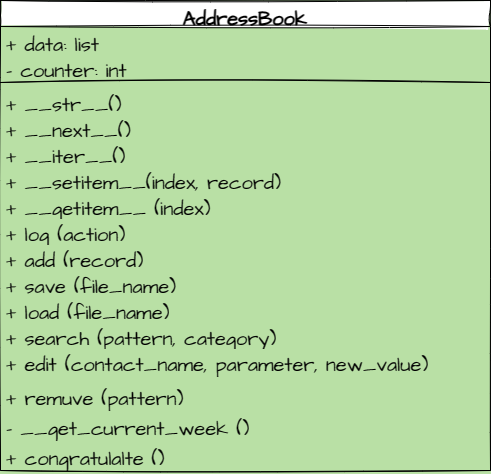 AddressBook
+ data: list
- counter: int
+ __str__()
+ __next__()
+ __iter__()
+ __setitem__(index, record)
+ __getitem__ (index)
+ log (action)
+ add (record)
+ save (file_name)
+ load (file_name)
+ search (pattern, category)
+ edit (contact_name, parameter, new_value)
+ remuve (pattern)
- __get_current_week ()
+ congratulalte ()